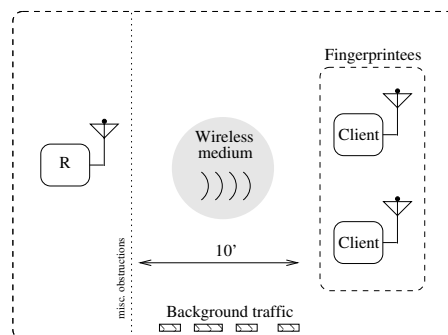 Fingerprintees
Client
Wireless
medium
R
Client
10'
misc. obstructions
Background traffic